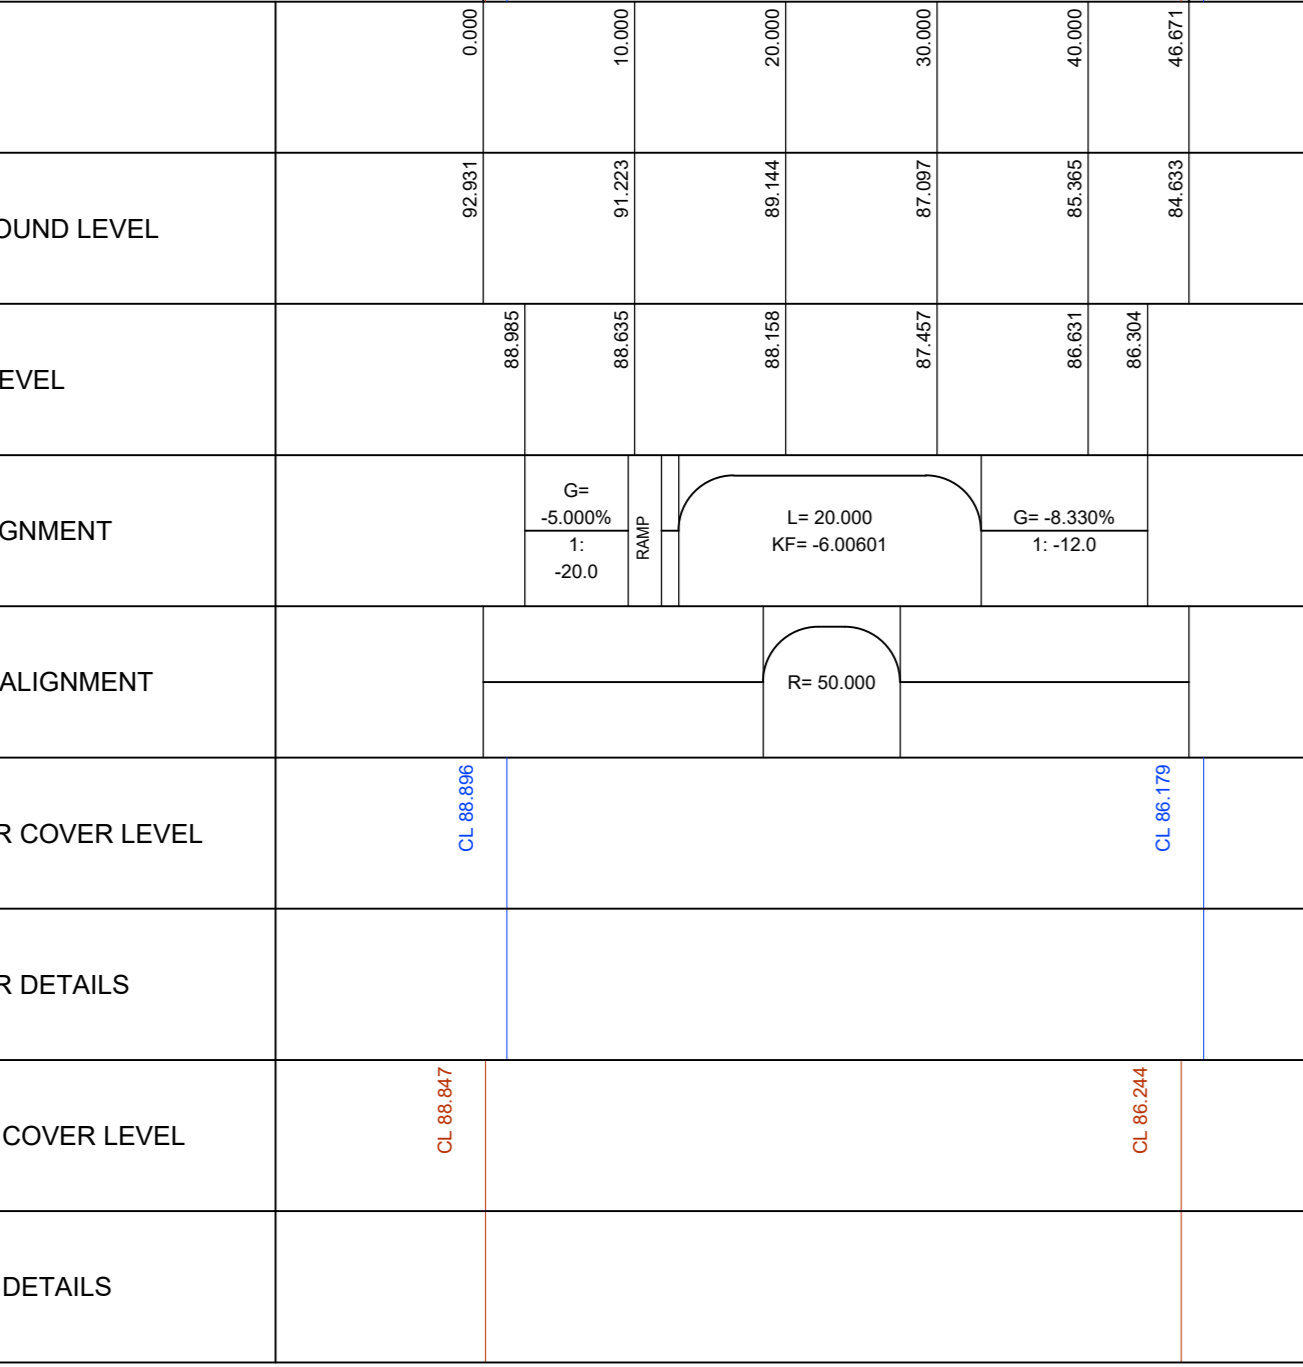 0.000
10.000
20.000
30.000
40.000
46.671
OUND LEVEL
92.931
91.223
89.144
87.097
85.365
84.633
EVEL
88.985
88.635
88.158
87.457
86.631
86.304
GNMENT
G=
-5.000%
1:
-20.0
RAMP
L= 20.000
KF= -6.00601
G= -8.330%
1: -12.0
ALIGNMENT
R= 50.000
R COVER LEVEL
CL 88.896
CL 86.179
R DETAILS
COVER LEVEL
CL 88.847
CL 86.244
DETAILS